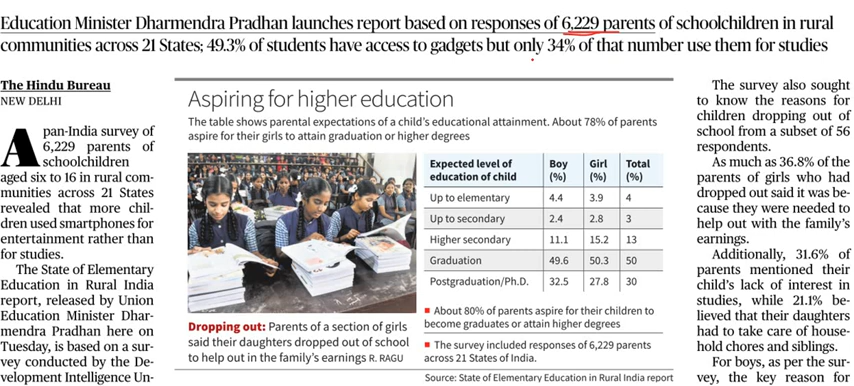 Education Minister Dharmendra Pradhan launches report based on responses of 6,229 parents of schoolchildren in rural
communities across 21 States; 49.3% of students have access to gadgets but only 34% of that number use them for studies
The Hindu Bureau
NEW DELHI
A pan-India survey of
6,229 parents of
schoolchildren
aged six to 16 in rural com-
munities across 21 States
revealed that more chil-
dren used smartphones for
entertainment rather than
for studies.
The State of Elementary
Education in Rural India
report, released by Union
Education Minister Dhar-
mendra Pradhan here on
Tuesday, is based on a sur-
vey conducted by the De-
velopment Intelligence Un-
Aspiring for higher education
The table shows parental expectations of a child's educational attainment. About 78% of parents
aspire for their girls to attain graduation or higher degrees
Expected level of education of child Boy (%) Girl (%) Total (%)
Up to elementary 4.4 3.9 4
Up to secondary 2.4 2.8 3
Higher secondary 11.1 15.2 13
Graduation 49.6 50.3 50
Postgraduation/Ph.D. 32.5 27.8 30
Dropping out: Parents of a section of girls
said their daughters dropped out of school
to help out in the family's earnings R. RAGU
■ About 80% of parents aspire for their children to
become graduates or attain higher degrees
■ The survey included responses of 6,229 parents
across 21 States of India.
Source: State of Elementary Education in Rural India report
The survey also sought
to know the reasons for
children dropping out of
school from a subset of 56
respondents.
As much as 36.8% of the
parents of girls who had
dropped out said it was be-
cause they were needed to
help out with the family's
earnings.
Additionally, 31.6% of
parents mentioned their
child's lack of interest in
studies, while 21.1% be-
lieved that their daughters
had to take care of house-
hold chores and siblings.
For boys, as per the sur-
vey, the key reason for